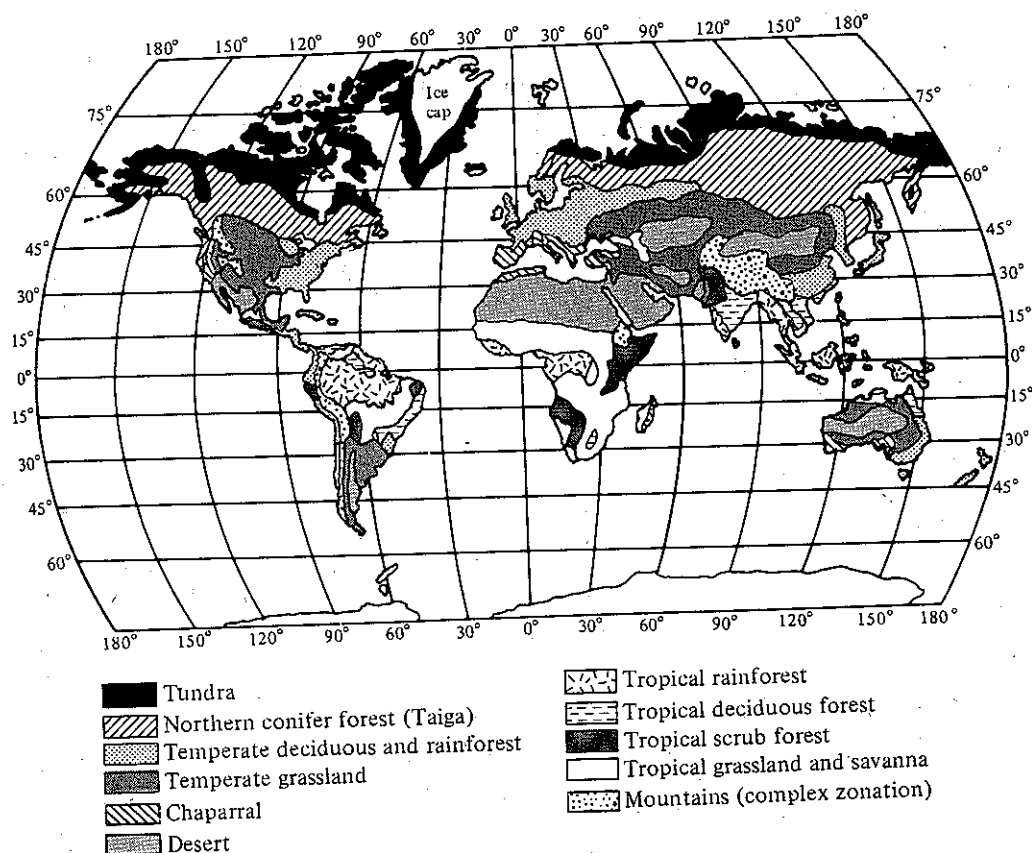 180° 150° 120° 90° 60° 30° 0° 30° 60° 90° 120° 150° 180°
Ice
cap
75° 75°
60° 60°
45° 45°
30° 30°
15° 15°
0° 0°
15° 15°
30° 30°
45° 45°
60° 60°
180° 150° 120° 90° 60° 30° 0° 30° 60° 90° 120° 150° 180°
Tundra
Northern conifer forest (Taiga)
Temperate deciduous and rainforest
Temperate grassland
Chaparral
Desert
Tropical rainforest
Tropical deciduous forest
Tropical scrub forest
Tropical grassland and savanna
Mountains (complex zonation)